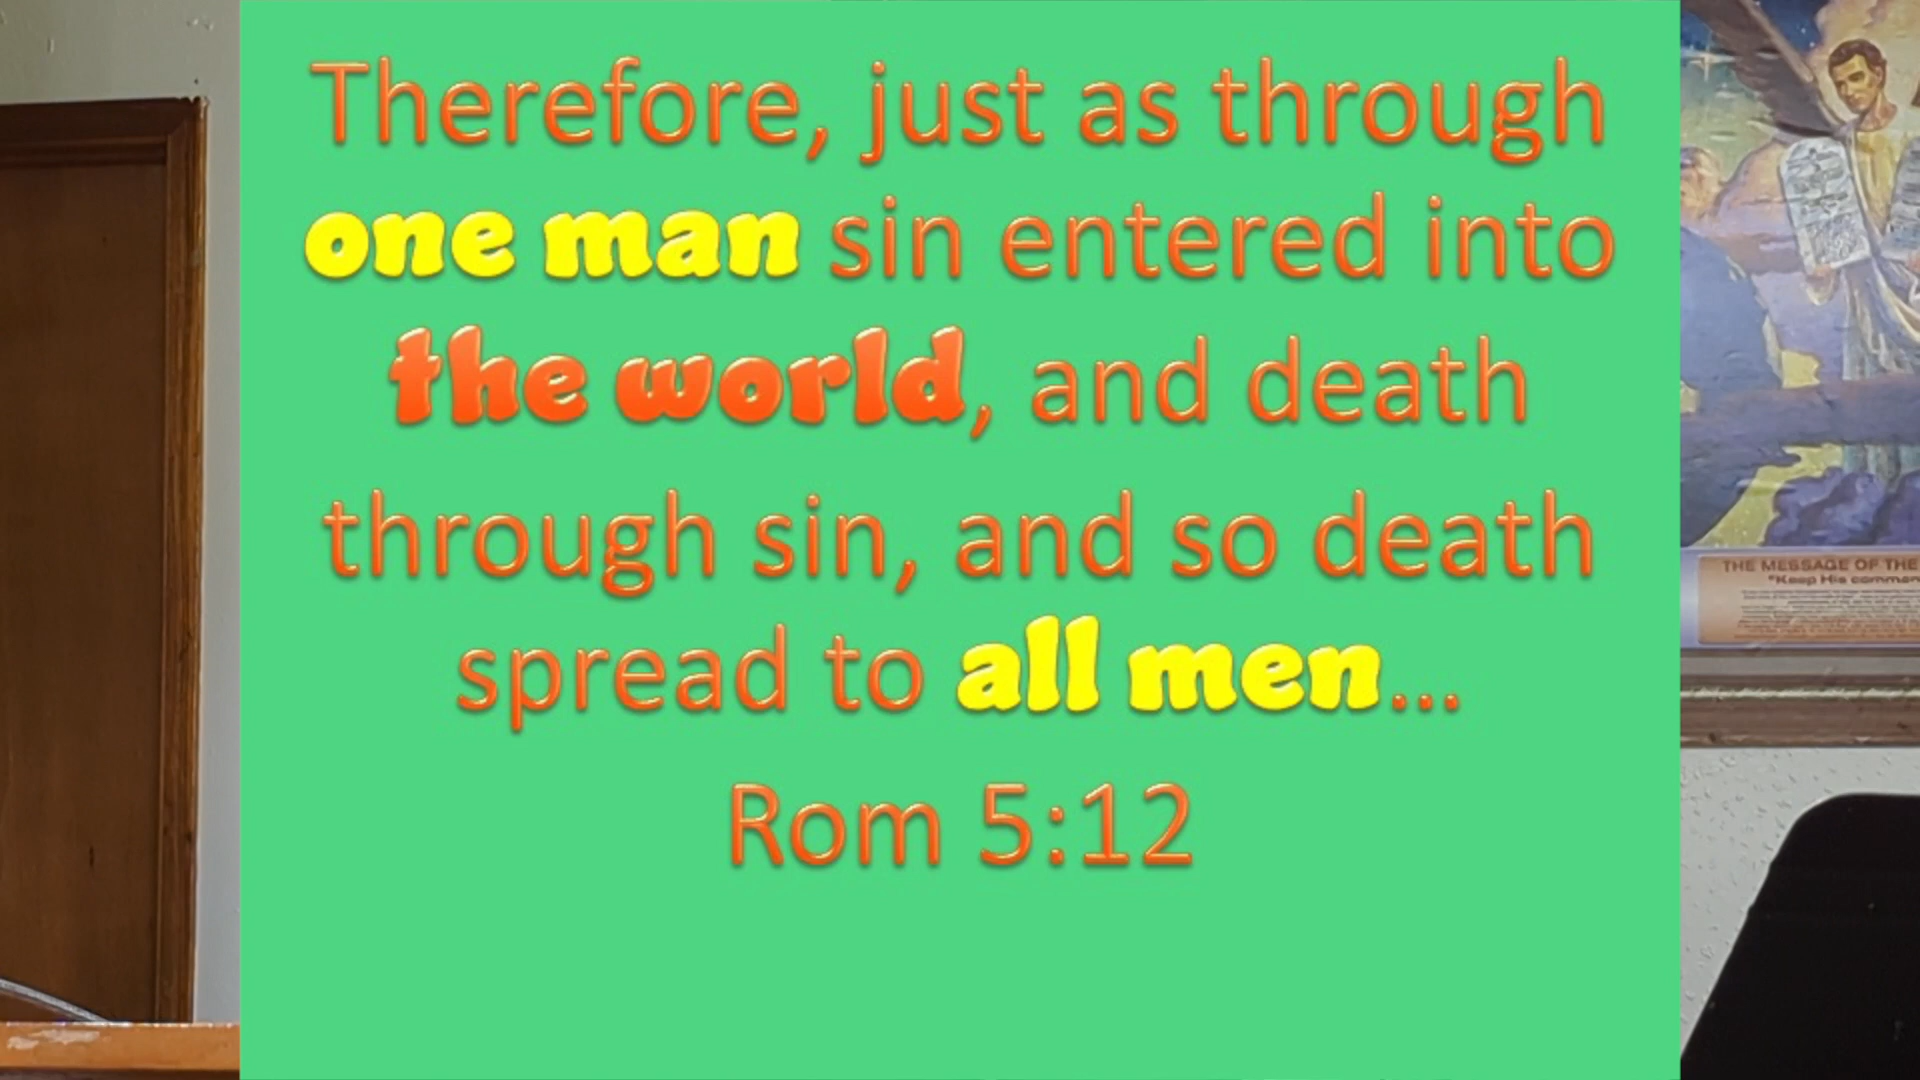 Therefore, just as through
one man sin entered into
the world, and death
through sin, and so death
spread to all men...
Rom 5:12
THE MESSAGE OF THE
"Keep His comman